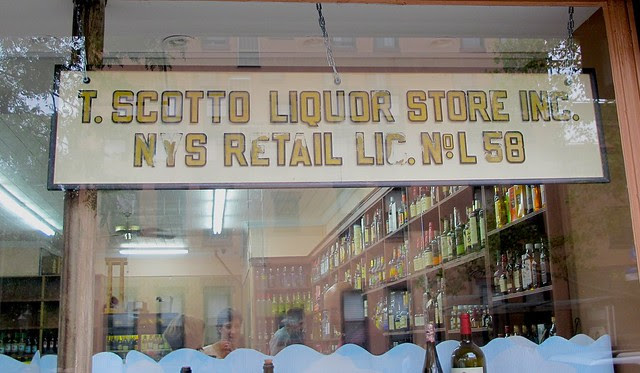 T. SCOTTO LIQUOR STORE INC.
NYS RETAIL LIC. No. L 58